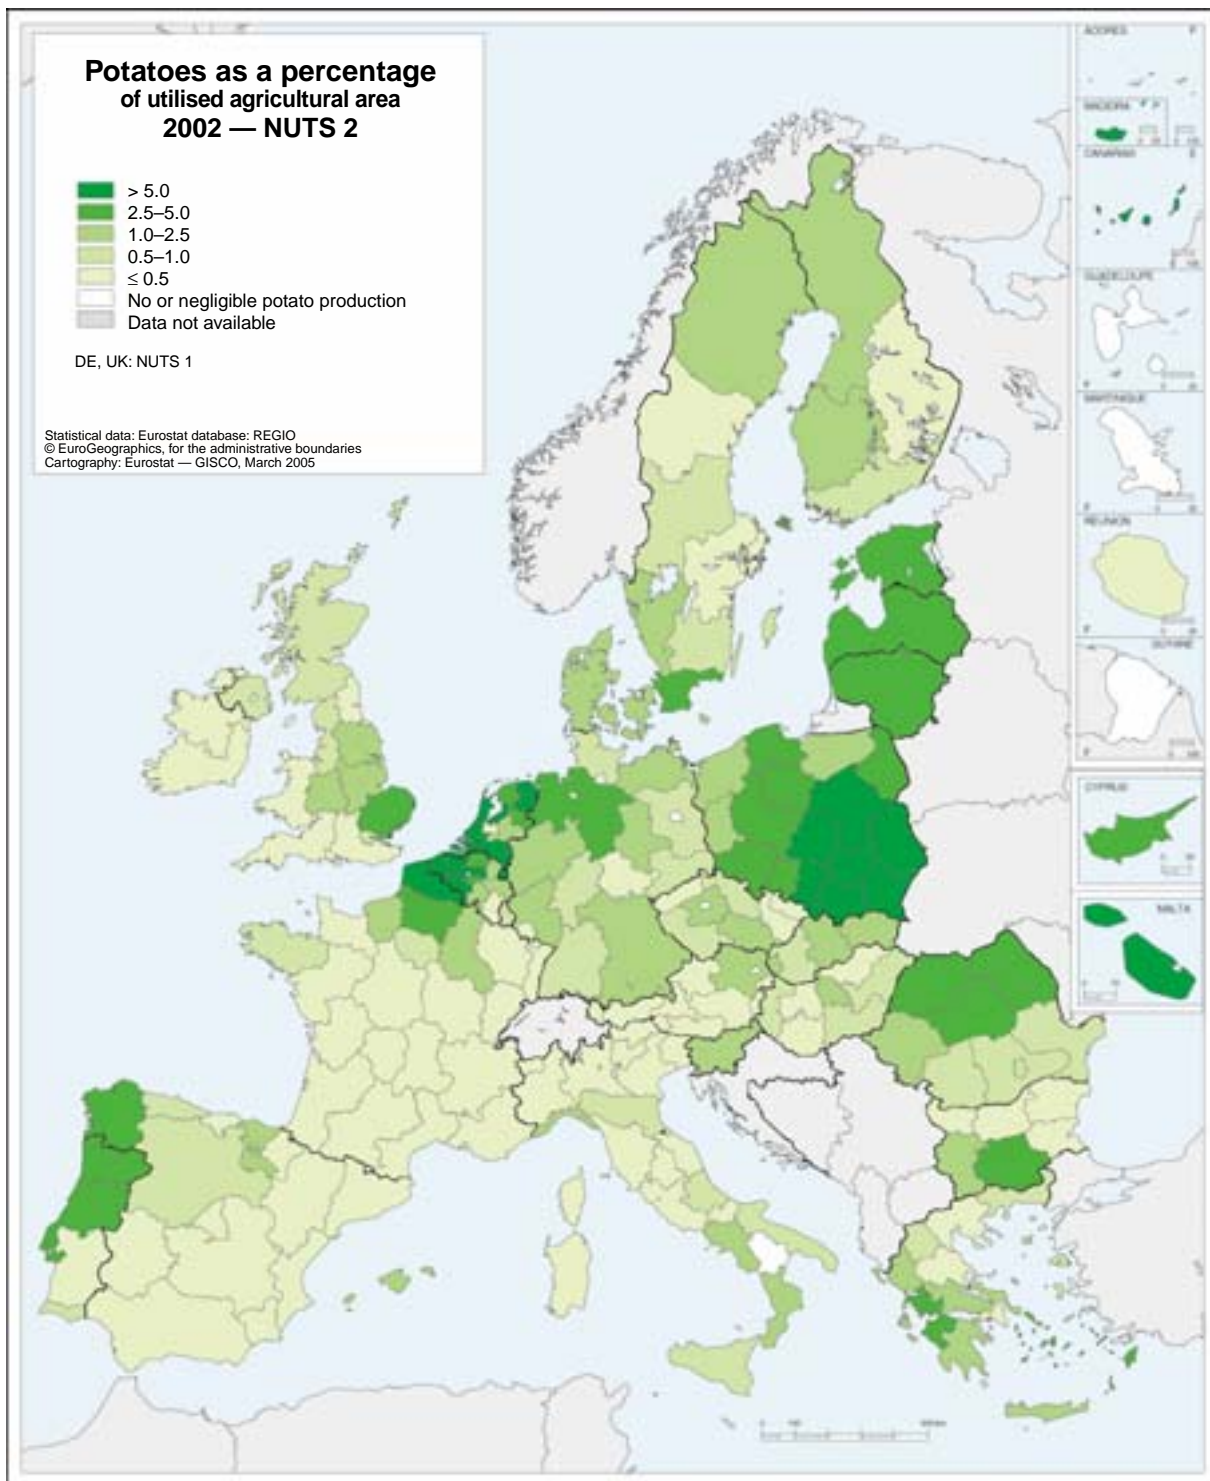 Potatoes as a percentage
of utilised agricultural area
2002 — NUTS 2
> 5.0
2.5–5.0
1.0–2.5
0.5–1.0
≤ 0.5
No or negligible potato production
Data not available
DE, UK: NUTS 1
Statistical data: Eurostat database: REGIO
© EuroGeographics, for the administrative boundaries
Cartography: Eurostat — GISCO, March 2005
ACORES P
MADEIRA
CANARIAS E
GUADELOUPE
F
MARTINIQUE
F
REUNION
F
GUYANE
F
CYPRUS
MALTA